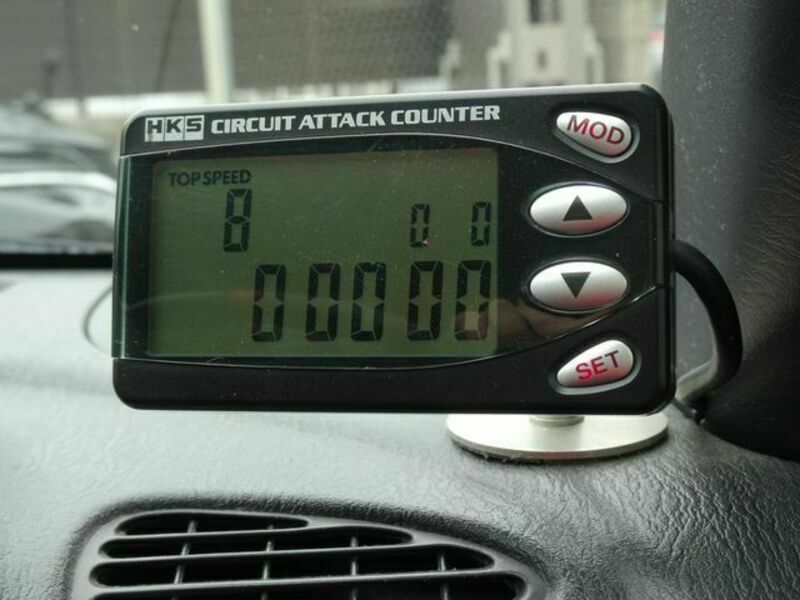 HKS CIRCUIT ATTACK COUNTER
MOD
TOP SPEED
8 0 0
00000
SET